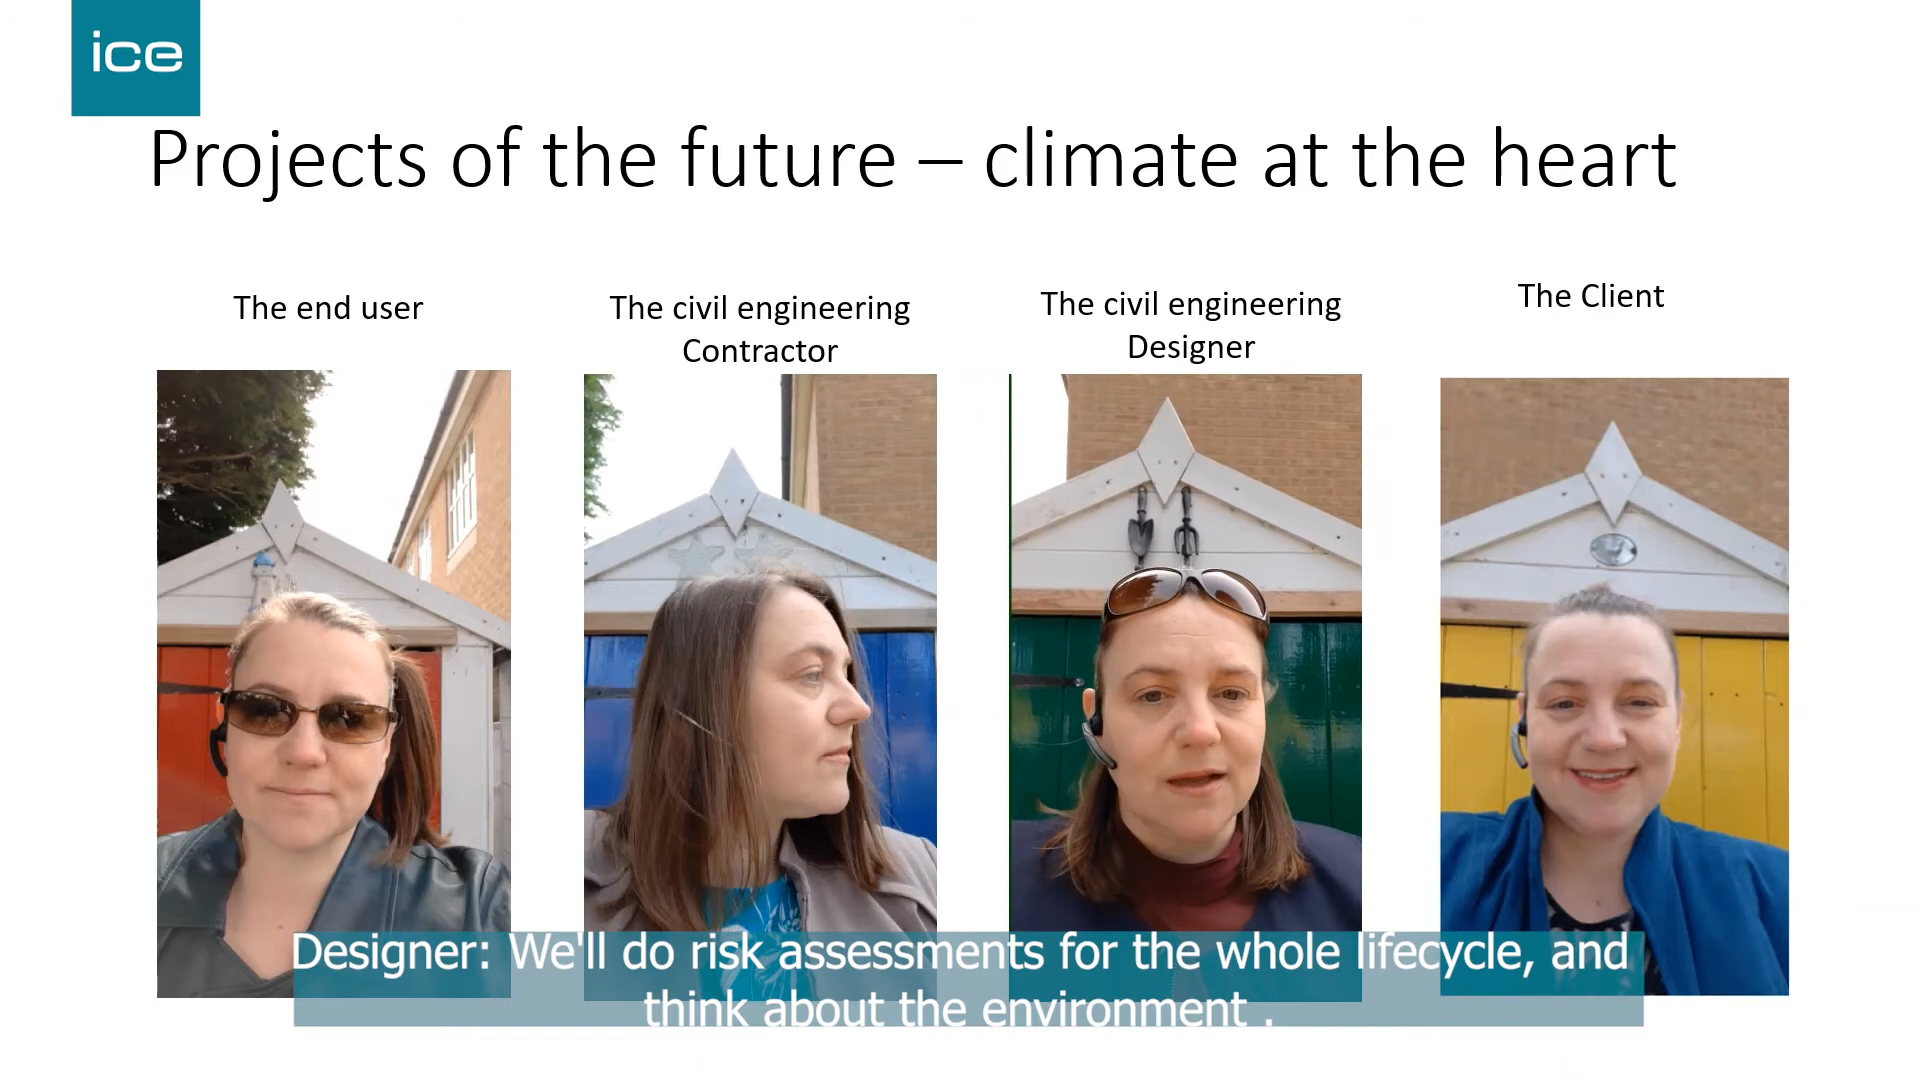 ice
Projects of the future – climate at the heart
The end user
The civil engineering
Contractor
The civil engineering
Designer
The Client
Designer: We'll do risk assessments for the whole lifecycle, and
think about the environment .